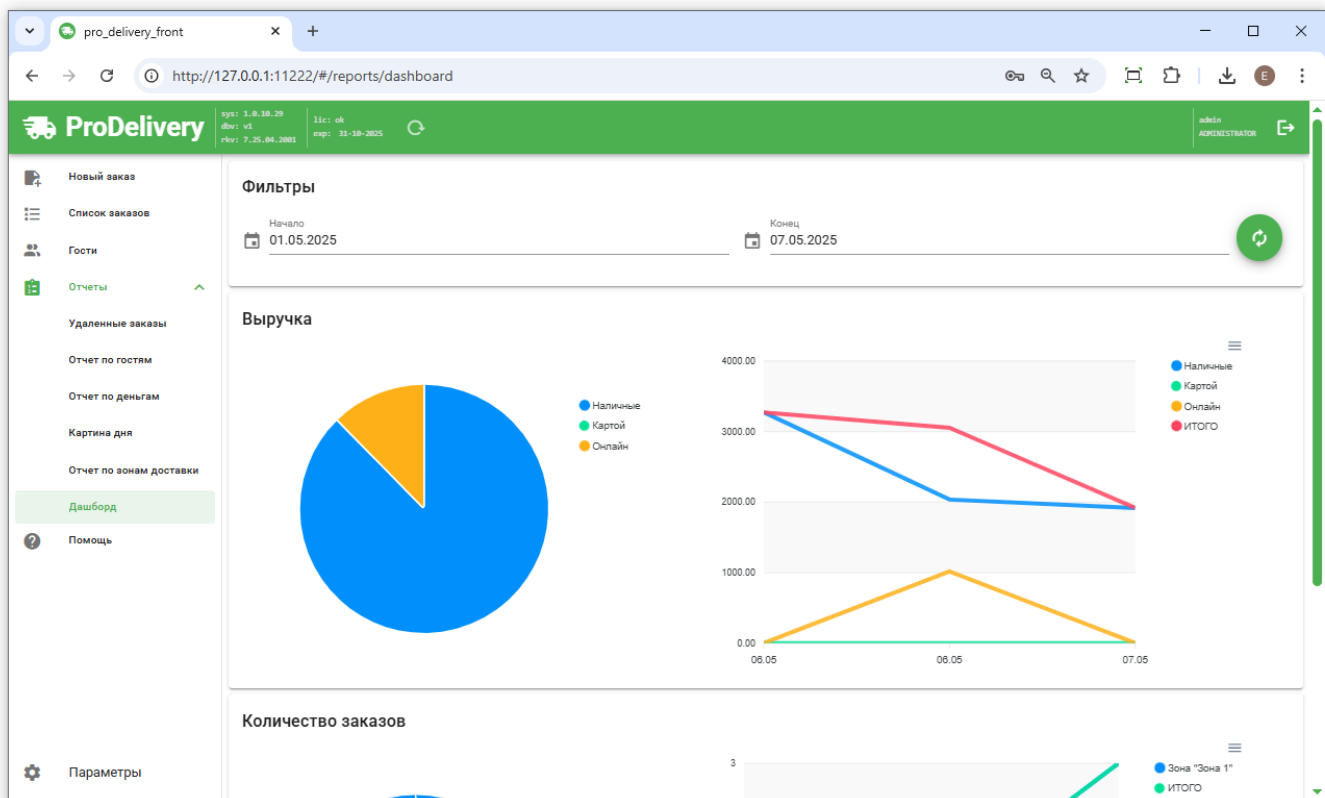 pro_delivery_front
http://127.0.0.1:11222/#/reports/dashboard
E
ProDelivery
sys: 1.0.10.29
dbv: v1
rkv: 7.25.04.2001
lic: ok
exp: 31-10-2025
admin
ADMINISTRATOR
Новый заказ
Список заказов
Гости
Отчеты
Удаленные заказы
Отчет по гостям
Отчет по деньгам
Картина дня
Отчет по зонам доставки
Дашборд
Помощь
Параметры
Фильтры
Начало
01.05.2025
Конец
07.05.2025
Выручка
Наличные
Картой
Онлайн
4000.00
3000.00
2000.00
1000.00
0.00
06.05
06.05
07.05
Наличные
Картой
Онлайн
ИТОГО
Количество заказов
3
Зона "Зона 1"
ИТОГО